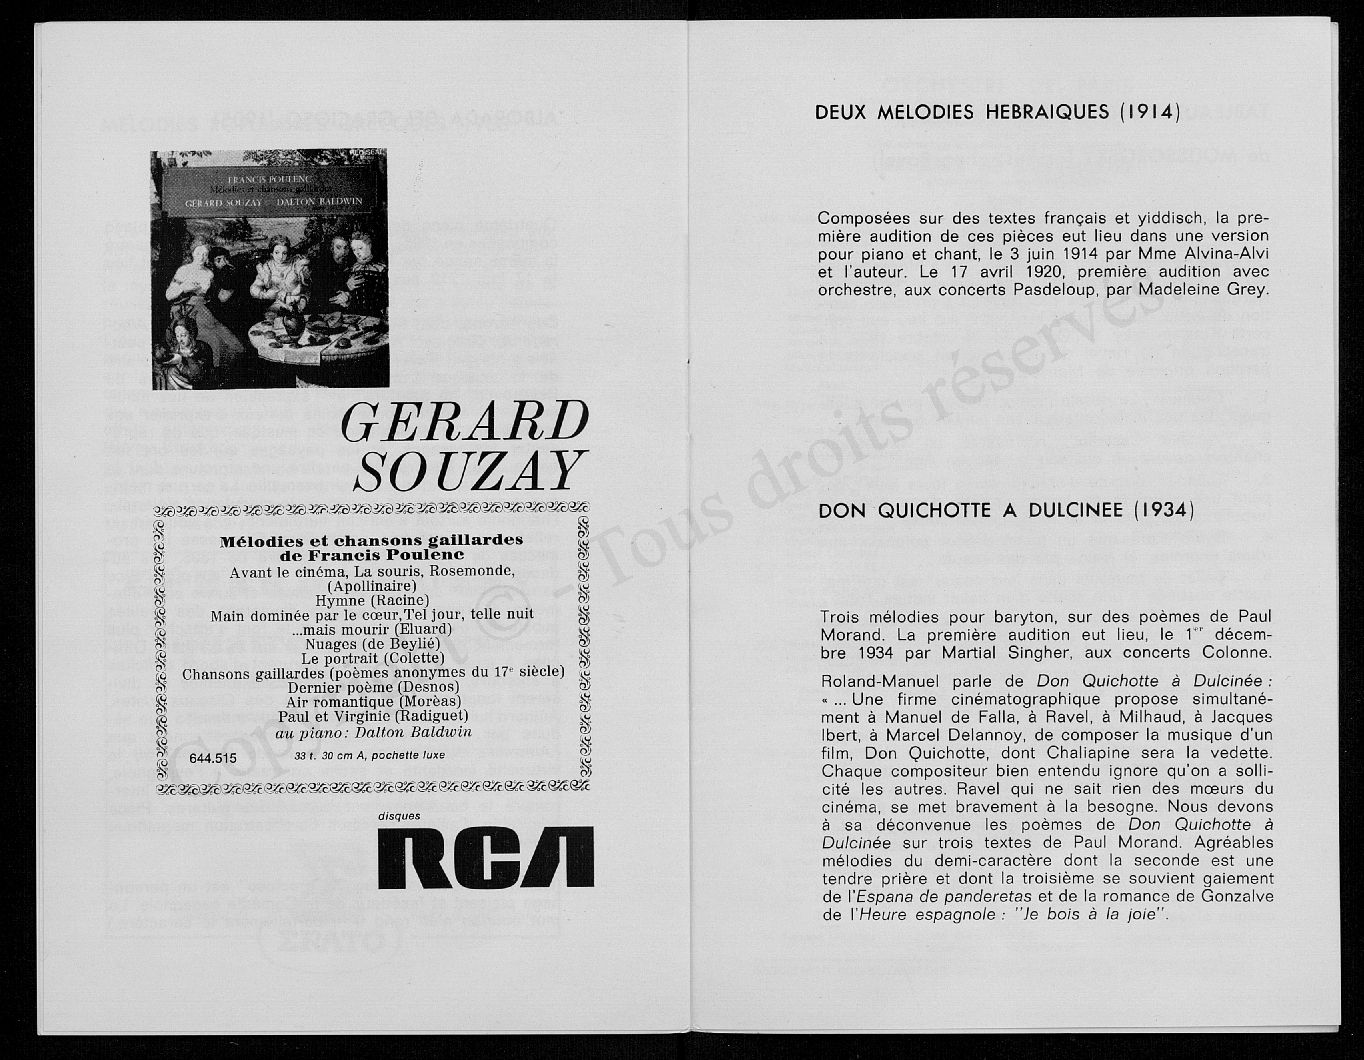 ALPISEAL
FRANCIS POULENC
Mélodies et chansons gaillardes
GÉRARD SOUZAY DALTON BALDWIN
GERARD
SOUZAY
Mélodies et chansons gaillardes
de Francis Poulenc
Avant le cinéma, La souris, Rosemonde,
(Apollinaire)
Hymne (Racine)
Main dominée par le cœur,Tel jour, telle nuit
...mais mourir (Eluard)
Nuages (de Beylié)
Le portrait (Colette)
Chansons gaillardes (poèmes anonymes du 17e siècle)
Dernier poème (Desnos)
Air romantique (Morèas)
Paul et Virginie (Radiguet)
au piano: Dalton Baldwin
644.515 33 t. 30 cm A, pochette luxe
disques
RCA
DEUX MELODIES HEBRAIQUES (1914)
Composées sur des textes français et yiddisch, la pre-
mière audition de ces pièces eut lieu dans une version
pour piano et chant, le 3 juin 1914 par Mme Alvina-Alvi
et l'auteur. Le 17 avril 1920, première audition avec
orchestre, aux concerts Pasdeloup, par Madeleine Grey.
DON QUICHOTTE A DULCINEE (1934)
Trois mélodies pour baryton, sur des poèmes de Paul
Morand. La première audition eut lieu, le 1er décem-
bre 1934 par Martial Singher, aux concerts Colonne.
Roland-Manuel parle de Don Quichotte à Dulcinée :
« ... Une firme cinématographique propose simultané-
ment à Manuel de Falla, à Ravel, à Milhaud, à Jacques
Ibert, à Marcel Delannoy, de composer la musique d'un
film, Don Quichotte, dont Chaliapine sera la vedette.
Chaque compositeur bien entendu ignore qu'on a solli-
cité les autres. Ravel qui ne sait rien des mœurs du
cinéma, se met bravement à la besogne. Nous devons
à sa déconvenue les poèmes de Don Quichotte à
Dulcinée sur trois textes de Paul Morand. Agréables
mélodies du demi-caractère dont la seconde est une
tendre prière et dont la troisième se souvient gaiement
de l'Espana de panderetas et de la romance de Gonzalve
de l'Heure espagnole : "Je bois à la joie".
Copyright © - Tous droits réservés.